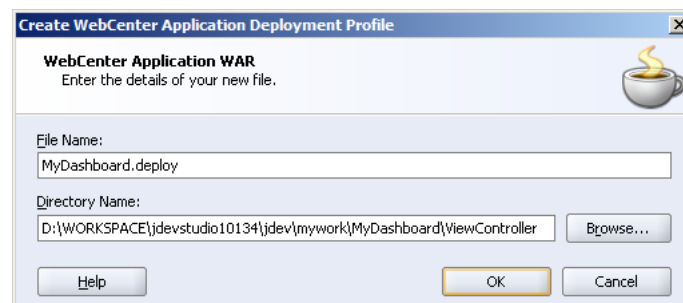 Create WebCenter Application Deployment Profile
WebCenter Application WAR
Enter the details of your new file.
File Name:
MyDashboard.deploy
Directory Name:
D:\WORKSPACE\jdevstudio10134\jdev\mywork\MyDashboard\ViewController
Browse...
Help
OK
Cancel